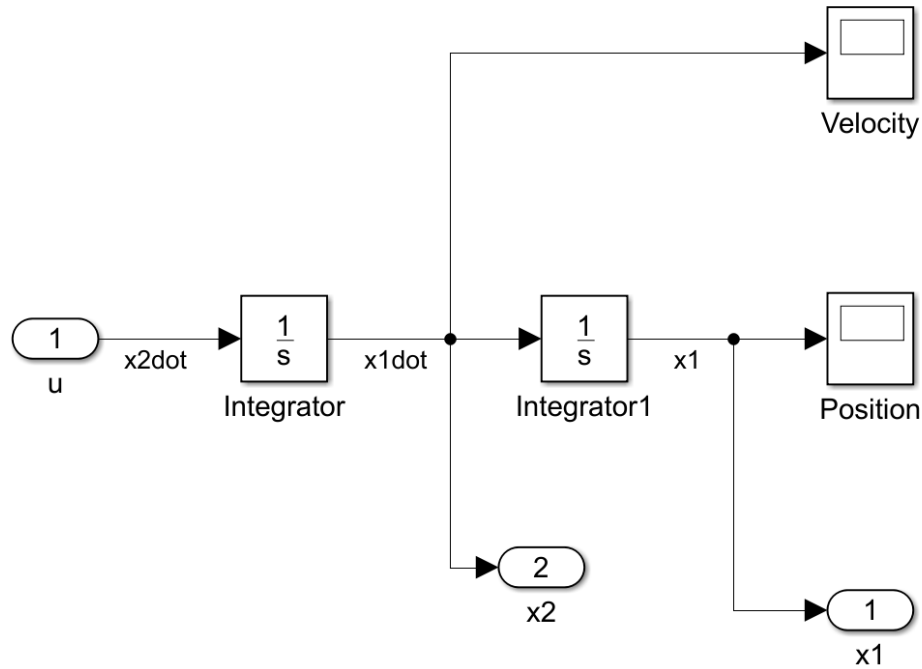 Velocity
1
u
x2dot
1
s
Integrator
x1dot
1
s
Integrator1
x1
Position
2
x2
1
x1